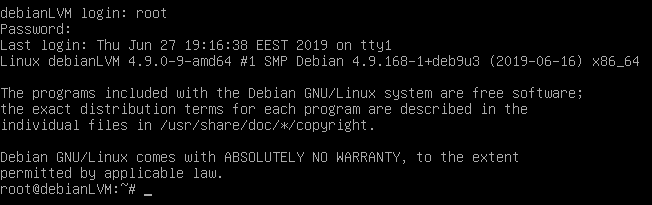 debianLVM login: root
Password:
Last login: Thu Jun 27 19:16:38 EEST 2019 on tty1
Linux debianLVM 4.9.0-9-amd64 #1 SMP Debian 4.9.168-1+deb9u3 (2019-06-16) x86_64
The programs included with the Debian GNU/Linux system are free software;
the exact distribution terms for each program are described in the
individual files in /usr/share/doc/*/copyright.
Debian GNU/Linux comes with ABSOLUTELY NO WARRANTY, to the extent
permitted by applicable law.
root@debianLVM:~# _